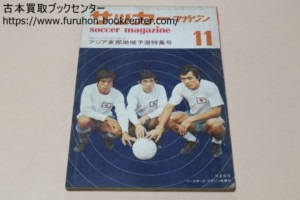 古本買取ブックセンター
http://www.furuhon-bookcenter.com/
サッカーマガジン
soccer magazine
アジア東部地域予選特集号
11